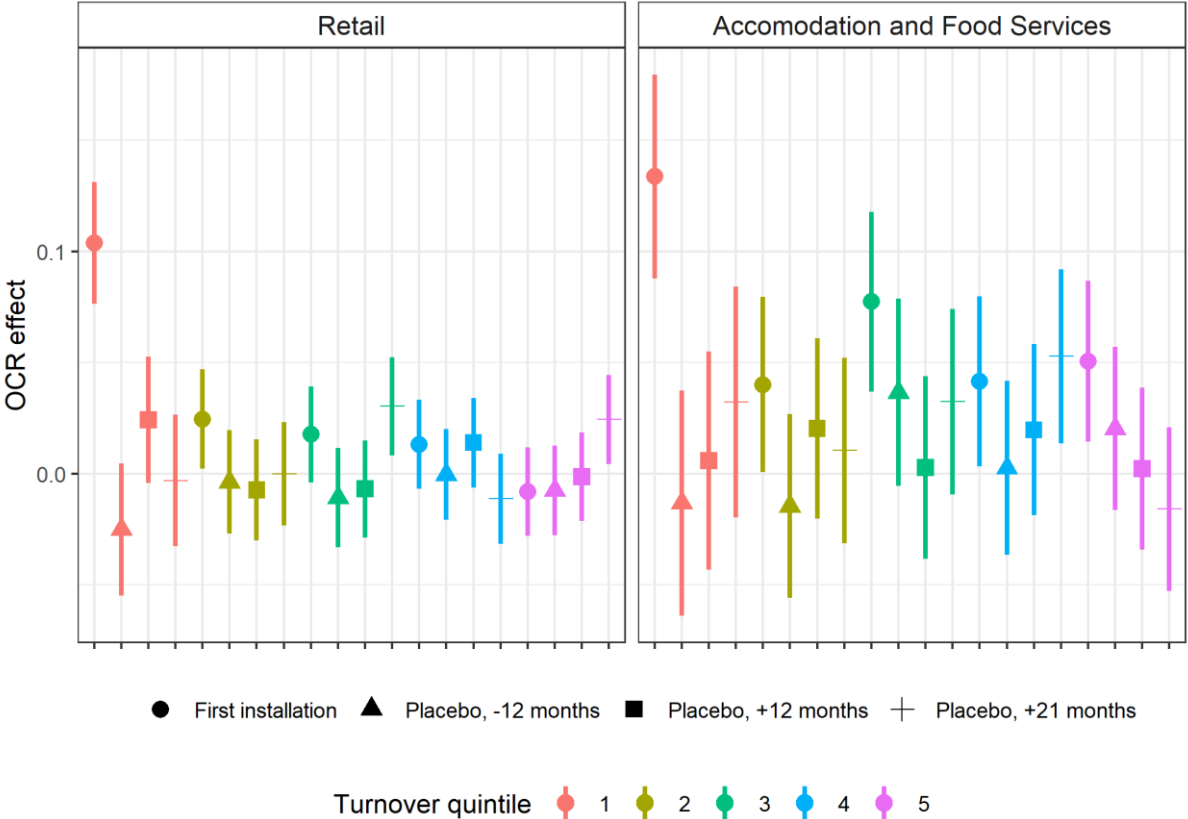 Retail
Accomodation and Food Services
OCR effect
0.1
0.0
First installation
Placebo, -12 months
Placebo, +12 months
Placebo, +21 months
Turnover quintile
1
2
3
4
5